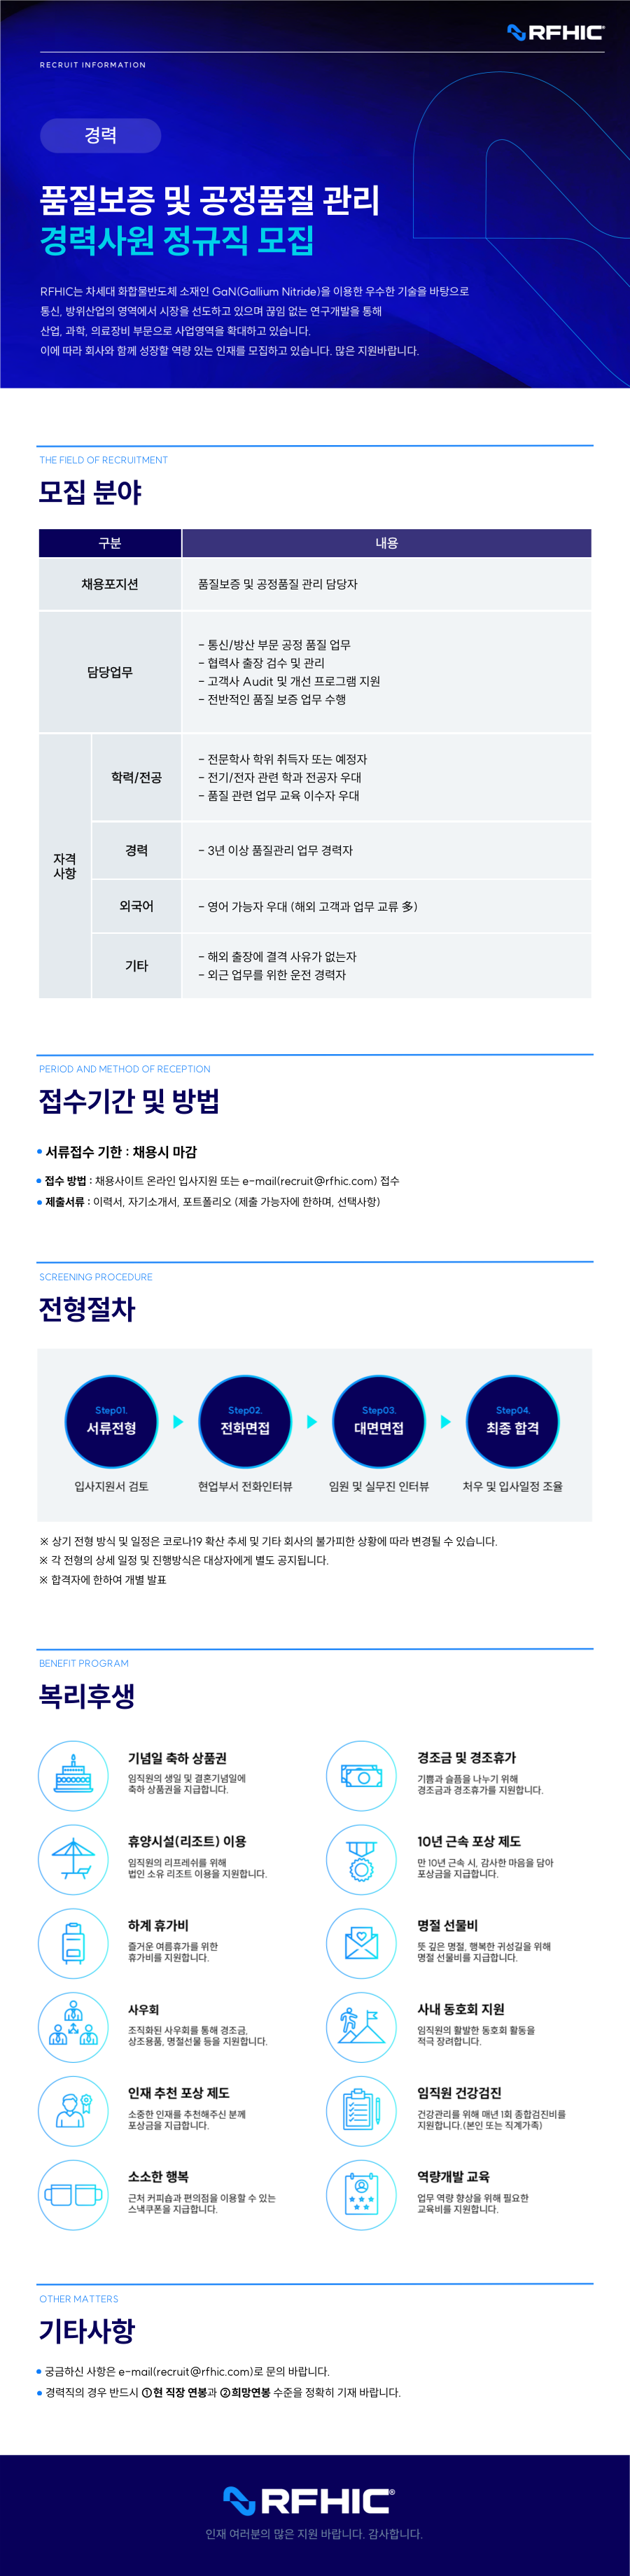 RFHIC®
RECRUIT INFORMATION
경력
품질보증 및 공정품질 관리
경력사원 정규직 모집
RFHIC는 차세대 화합물반도체 소재인 GaN(Gallium Nitride)을 이용한 우수한 기술을 바탕으로
통신, 방위산업의 영역에서 시장을 선도하고 있으며 끊임 없는 연구개발을 통해
산업, 과학, 의료장비 부문으로 사업영역을 확대하고 있습니다.
이에 따라 회사와 함께 성장할 역량 있는 인재를 모집하고 있습니다. 많은 지원바랍니다.
THE FIELD OF RECRUITMENT
모집 분야
구분
내용
채용포지션
품질보증 및 공정품질 관리 담당자
담당업무
- 통신/방산 부문 공정 품질 업무
- 협력사 출장 검수 및 관리
- 고객사 Audit 및 개선 프로그램 지원
- 전반적인 품질 보증 업무 수행
자격
사항
학력/전공
- 전문학사 학위 취득자 또는 예정자
- 전기/전자 관련 학과 전공자 우대
- 품질 관련 업무 교육 이수자 우대
경력
- 3년 이상 품질관리 업무 경력자
외국어
- 영어 가능자 우대 (해외 고객과 업무 교류 多)
기타
- 해외 출장에 결격 사유가 없는자
- 외근 업무를 위한 운전 경력자
PERIOD AND METHOD OF RECEPTION
접수기간 및 방법
• 서류접수 기한 : 채용시 마감
• 접수 방법 : 채용사이트 온라인 입사지원 또는 e-mail(recruit@rfhic.com) 접수
• 제출서류 : 이력서, 자기소개서, 포트폴리오 (제출 가능자에 한하며, 선택사항)
SCREENING PROCEDURE
전형절차
Step01.
서류전형
입사지원서 검토
Step02.
전화면접
현업부서 전화인터뷰
Step03.
대면면접
임원 및 실무진 인터뷰
Step04.
최종 합격
처우 및 입사일정 조율
※ 상기 전형 방식 및 일정은 코로나19 확산 추세 및 기타 회사의 불가피한 상황에 따라 변경될 수 있습니다.
※ 각 전형의 상세 일정 및 진행방식은 대상자에게 별도 공지됩니다.
※ 합격자에 한하여 개별 발표
BENEFIT PROGRAM
복리후생
기념일 축하 상품권
임직원의 생일 및 결혼기념일에
축하 상품권을 지급합니다.
경조금 및 경조휴가
기쁨과 슬픔을 나누기 위해
경조금과 경조휴가를 지원합니다.
휴양시설(리조트) 이용
임직원의 리프레쉬를 위해
법인 소유 리조트 이용을 지원합니다.
10년 근속 포상 제도
만 10년 근속 시, 감사한 마음을 담아
포상금을 지급합니다.
하계 휴가비
즐거운 여름휴가를 위한
휴가비를 지원합니다.
명절 선물비
뜻 깊은 명절, 행복한 귀성길을 위해
명절 선물비를 지급합니다.
사우회
조직화된 사우회를 통해 경조금,
상조용품, 명절선물 등을 지원합니다.
사내 동호회 지원
임직원의 활발한 동호회 활동을
적극 장려합니다.
인재 추천 포상 제도
소중한 인재를 추천해주신 분께
포상금을 지급합니다.
임직원 건강검진
건강관리를 위해 매년 1회 종합검진비를
지원합니다.(본인 또는 직계가족)
소소한 행복
근처 커피숍과 편의점을 이용할 수 있는
스낵쿠폰을 지급합니다.
역량개발 교육
업무 역량 향상을 위해 필요한
교육비를 지원합니다.
OTHER MATTERS
기타사항
• 궁금하신 사항은 e-mail(recruit@rfhic.com)로 문의 바랍니다.
• 경력직의 경우 반드시 ①현 직장 연봉과 ②희망연봉 수준을 정확히 기재 바랍니다.
RFHIC®
인재 여러분의 많은 지원 바랍니다. 감사합니다.